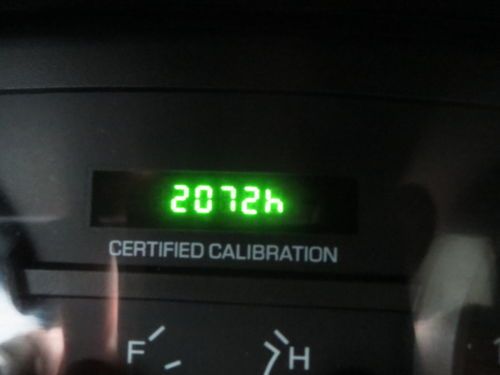 2072h
CERTIFIED CALIBRATION
F H